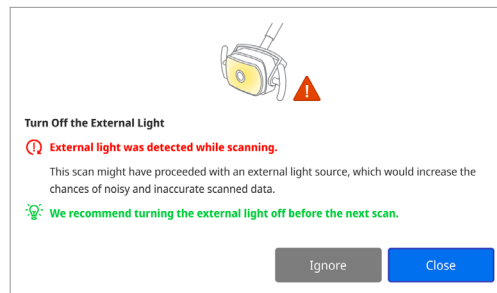 Turn Off the External Light
External light was detected while scanning.
This scan might have proceeded with an external light source, which would increase the
chances of noisy and inaccurate scanned data.
We recommend turning the external light off before the next scan.
Ignore
Close